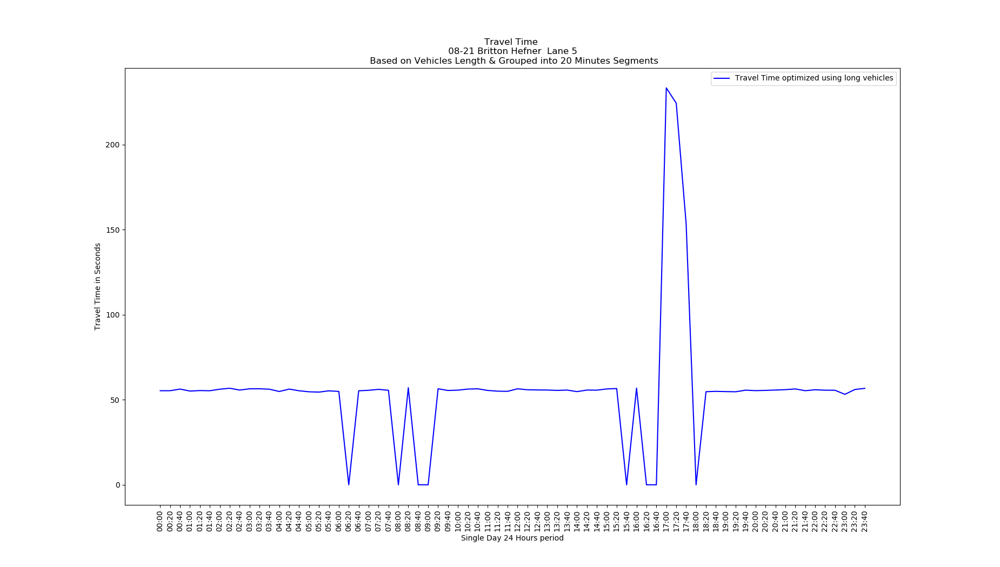 Travel Time
08-21 Britton Hefner  Lane 5
Based on Vehicles Length & Grouped into 20 Minutes Segments
Travel Time optimized using long vehicles
200
150
100
50
0
Travel Time in Seconds
00:00 00:20 00:40 01:00 01:20 01:40 02:00 02:20 02:40 03:00 03:20 03:40 04:00 04:20 04:40 05:00 05:20 05:40 06:00 06:20 06:40 07:00 07:20 07:40 08:00 08:20 08:40 09:00 09:20 09:40 10:00 10:20 10:40 11:00 11:20 11:40 12:00 12:20 12:40 13:00 13:20 13:40 14:00 14:20 14:40 15:00 15:20 15:40 16:00 16:20 16:40 17:00 17:20 17:40 18:00 18:20 18:40 19:00 19:20 19:40 20:00 20:20 20:40 21:00 21:20 21:40 22:00 22:20 22:40 23:00 23:20 23:40
Single Day 24 Hours period